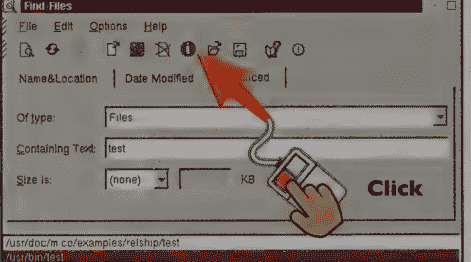 Find Files
File Edit Options Help
Name&Location Date Modified
Of type: Files
Containing Text: test
Size is: (none) KB
Click
/usr/doc/m co/examples/relship/test
/usr/bin/test